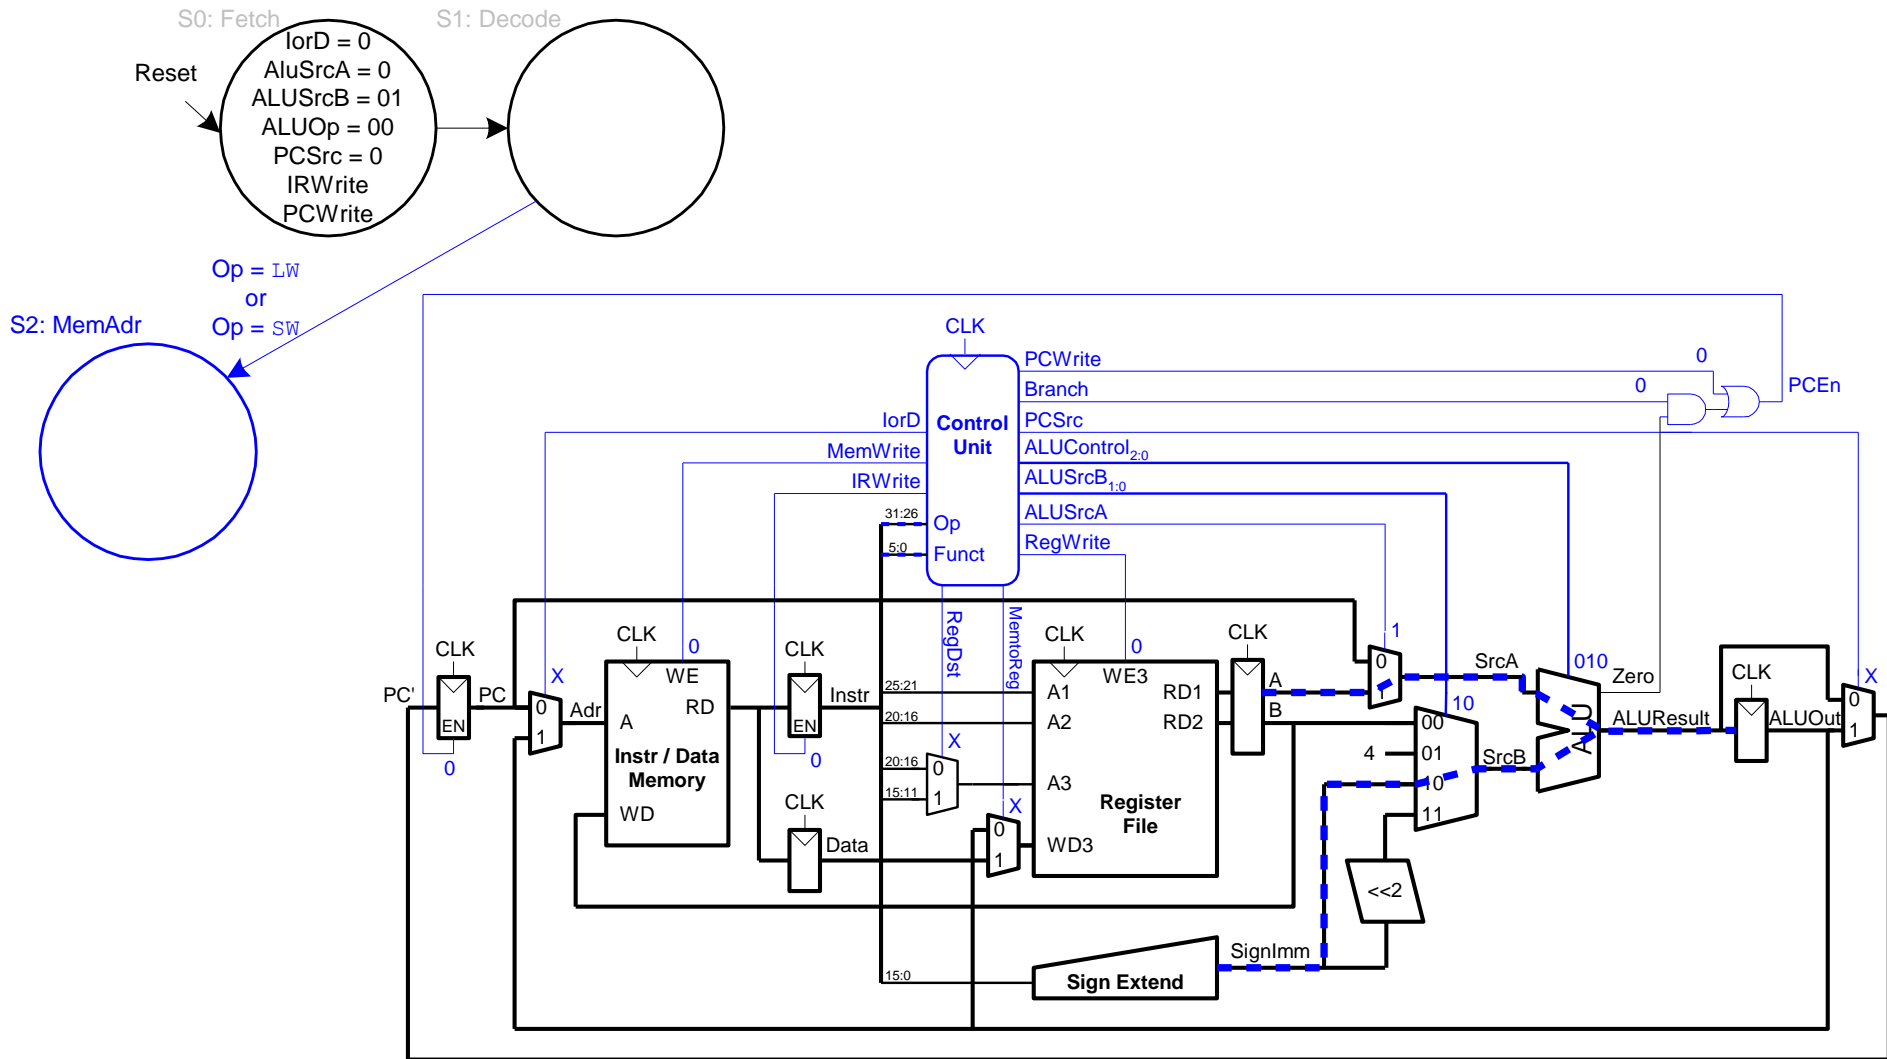 S0: Fetch
S1: Decode
Reset
IorD = 0
AluSrcA = 0
ALUSrcB = 01
ALUOp = 00
PCSrc = 0
IRWrite
PCWrite
Op = LW
or
Op = SW
S2: MemAdr
CLK
PCWrite
0
Branch
0
PCEn
IorD
Control
Unit
PCSrc
MemWrite
ALUControl2:0
IRWrite
ALUSrcB1:0
31:26
Op
ALUSrcA
5:0
Funct
RegWrite
RegDst
MemtoReg
CLK
CLK
CLK
CLK
CLK
CLK
PC'
PC
EN
0
X
0
1
Adr
WE
0
A
RD
Instr / Data
Memory
WD
EN
0
Instr
CLK
Data
25:21
20:16
20:16
15:11
X
0
1
X
0
1
WE3
0
A1
RD1
A2
RD2
A3
Register
File
WD3
A
B
1
0
1
SrcA
10
00
4
01
10
11
SrcB
<<2
010
ALU
Zero
ALUResult
ALUOut
X
0
1
15:0
Sign Extend
SignImm